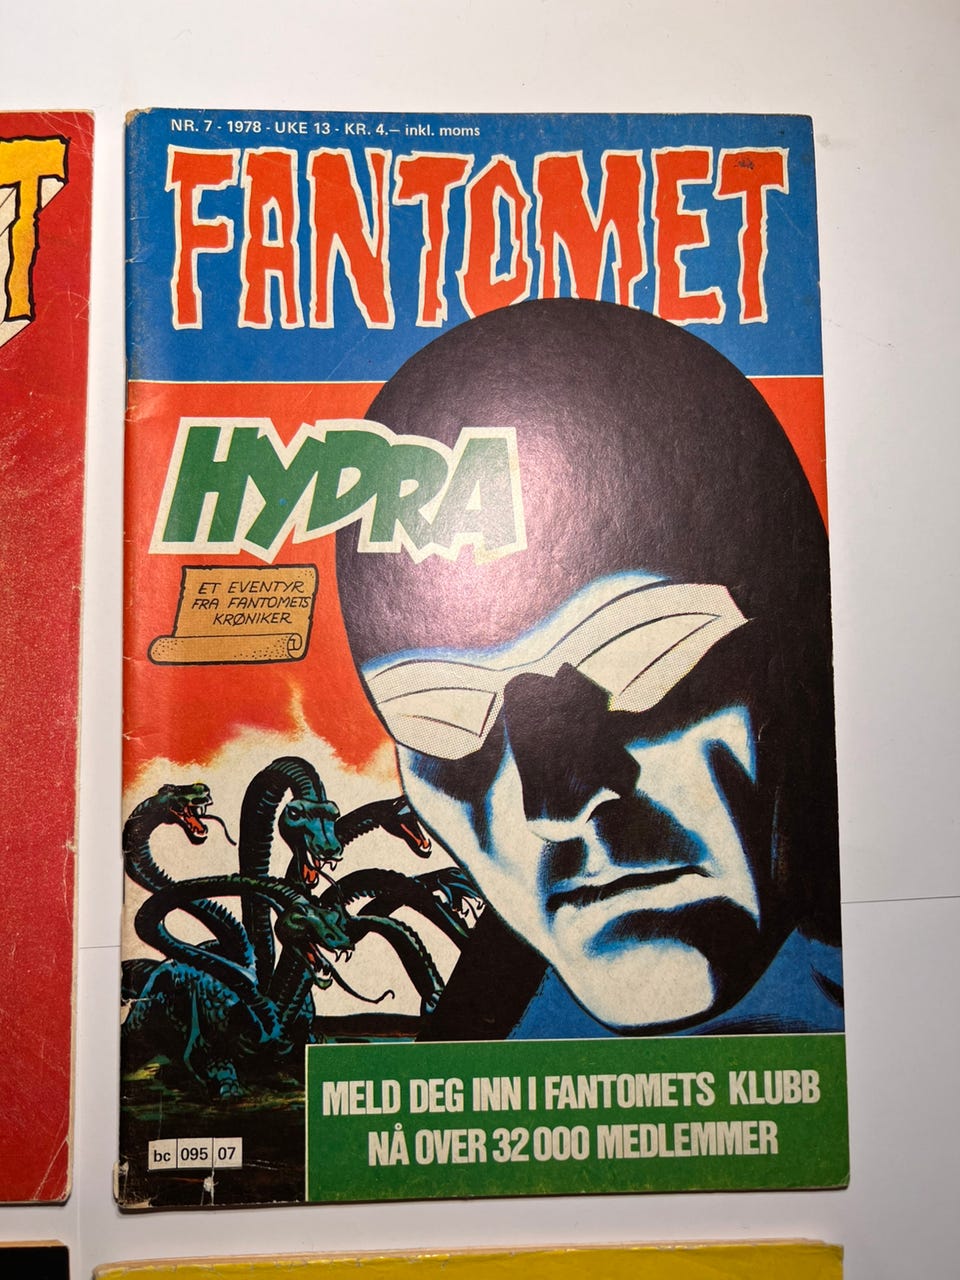 NR. 7 - 1978 - UKE 13 - KR. 4.— inkl. moms
FANTOMET
HYDRA
ET EVENTYR
FRA FANTOMETS
KRØNIKER
MELD DEG INN I FANTOMETS KLUBB
NÅ OVER 32 000 MEDLEMMER
bc 095 07
T